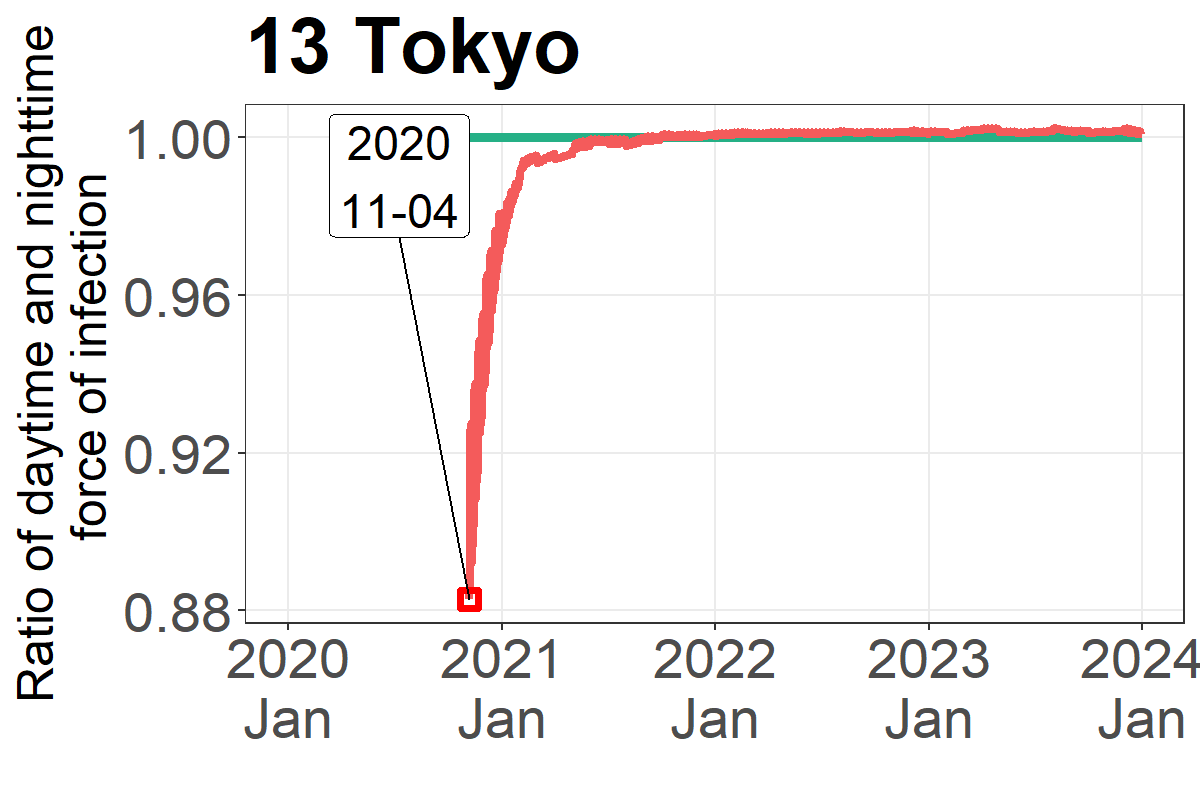 13 Tokyo
Ratio of daytime and nighttime
force of infection
1.00
0.96
0.92
0.88
2020
11-04
2020 2021 2022 2023 2024
Jan Jan Jan Jan Jan